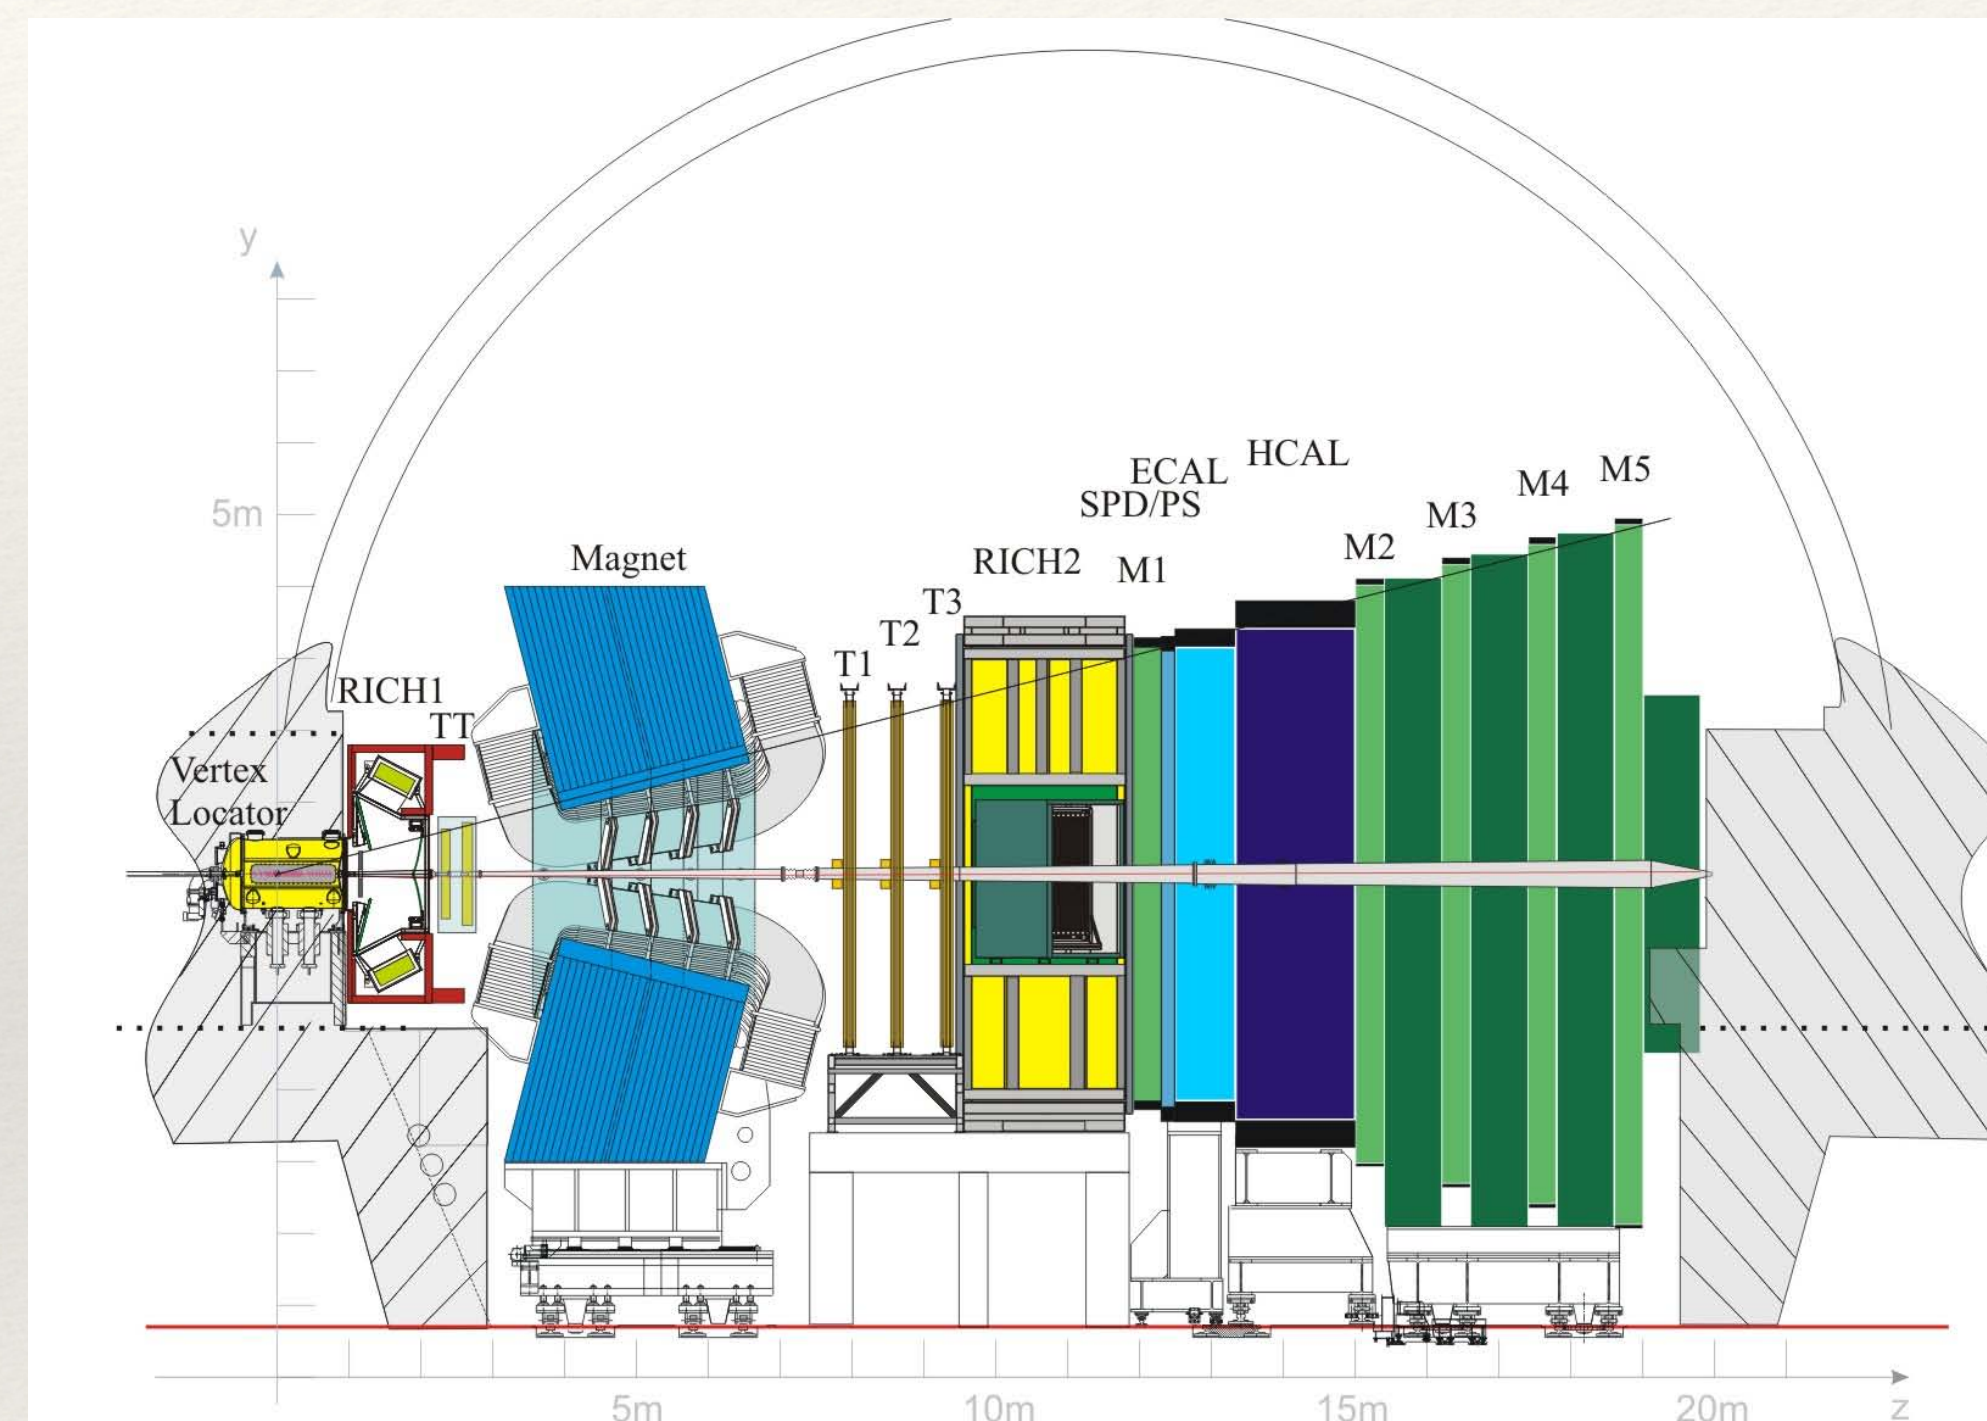 y
5m
HCAL
ECAL
SPD/PS
M5
M4
M3
M2
Magnet
RICH2
M1
T3
T2
T1
RICH1
TT
Vertex
Locator
5m
10m
15m
20m
z